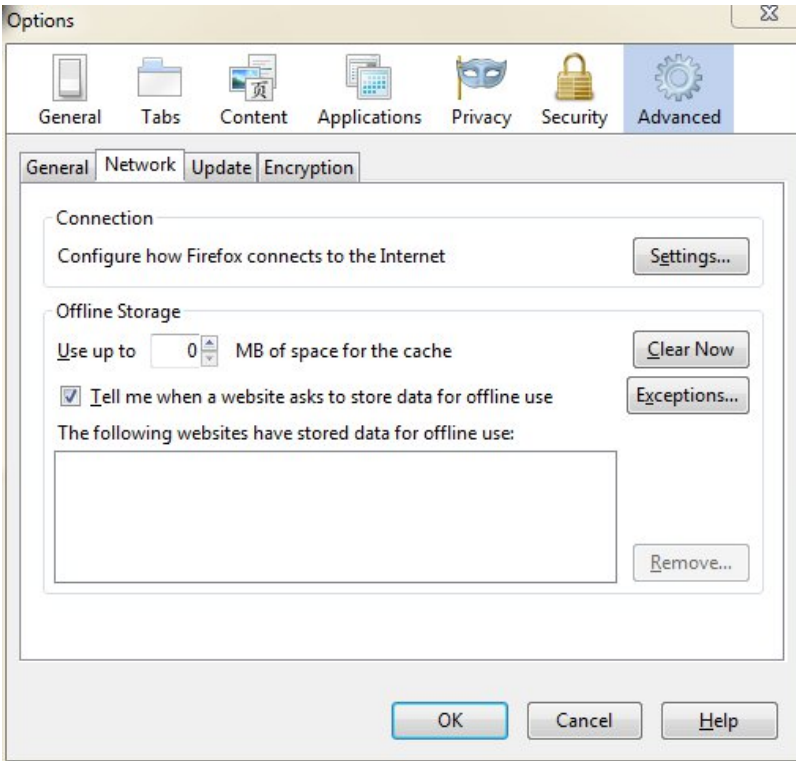 Options
General Tabs Content 页 Applications Privacy Security Advanced
General Network Update Encryption
Connection
Configure how Firefox connects to the Internet Settings...
Offline Storage
Use up to 0 MB of space for the cache Clear Now
Tell me when a website asks to store data for offline use Exceptions...
The following websites have stored data for offline use:
Remove...
OK Cancel Help